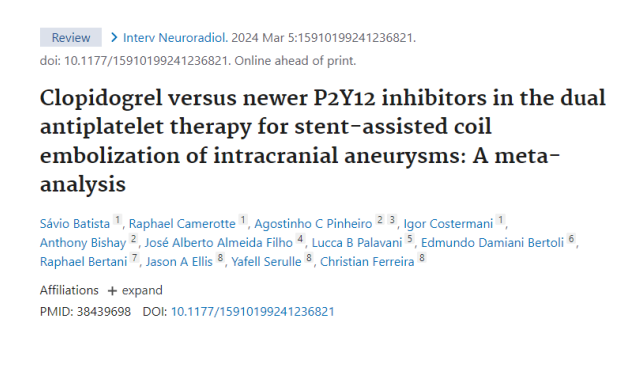 Review > Interv Neuroradiol. 2024 Mar 5:15910199241236821.
doi: 10.1177/15910199241236821. Online ahead of print.
Clopidogrel versus newer P2Y12 inhibitors in the dual
antiplatelet therapy for stent-assisted coil
embolization of intracranial aneurysms: A meta-
analysis
Sávio Batista 1, Raphael Camerotte 1, Agostinho C Pinheiro 2 3, Igor Costermani 1,
Anthony Bishay 2, José Alberto Almeida Filho 4, Lucca B Palavani 5, Edmundo Damiani Bertoli 6,
Raphael Bertani 7, Jason A Ellis 8, Yafell Serulle 8, Christian Ferreira 8
Affiliations + expand
PMID: 38439698 DOI: 10.1177/15910199241236821